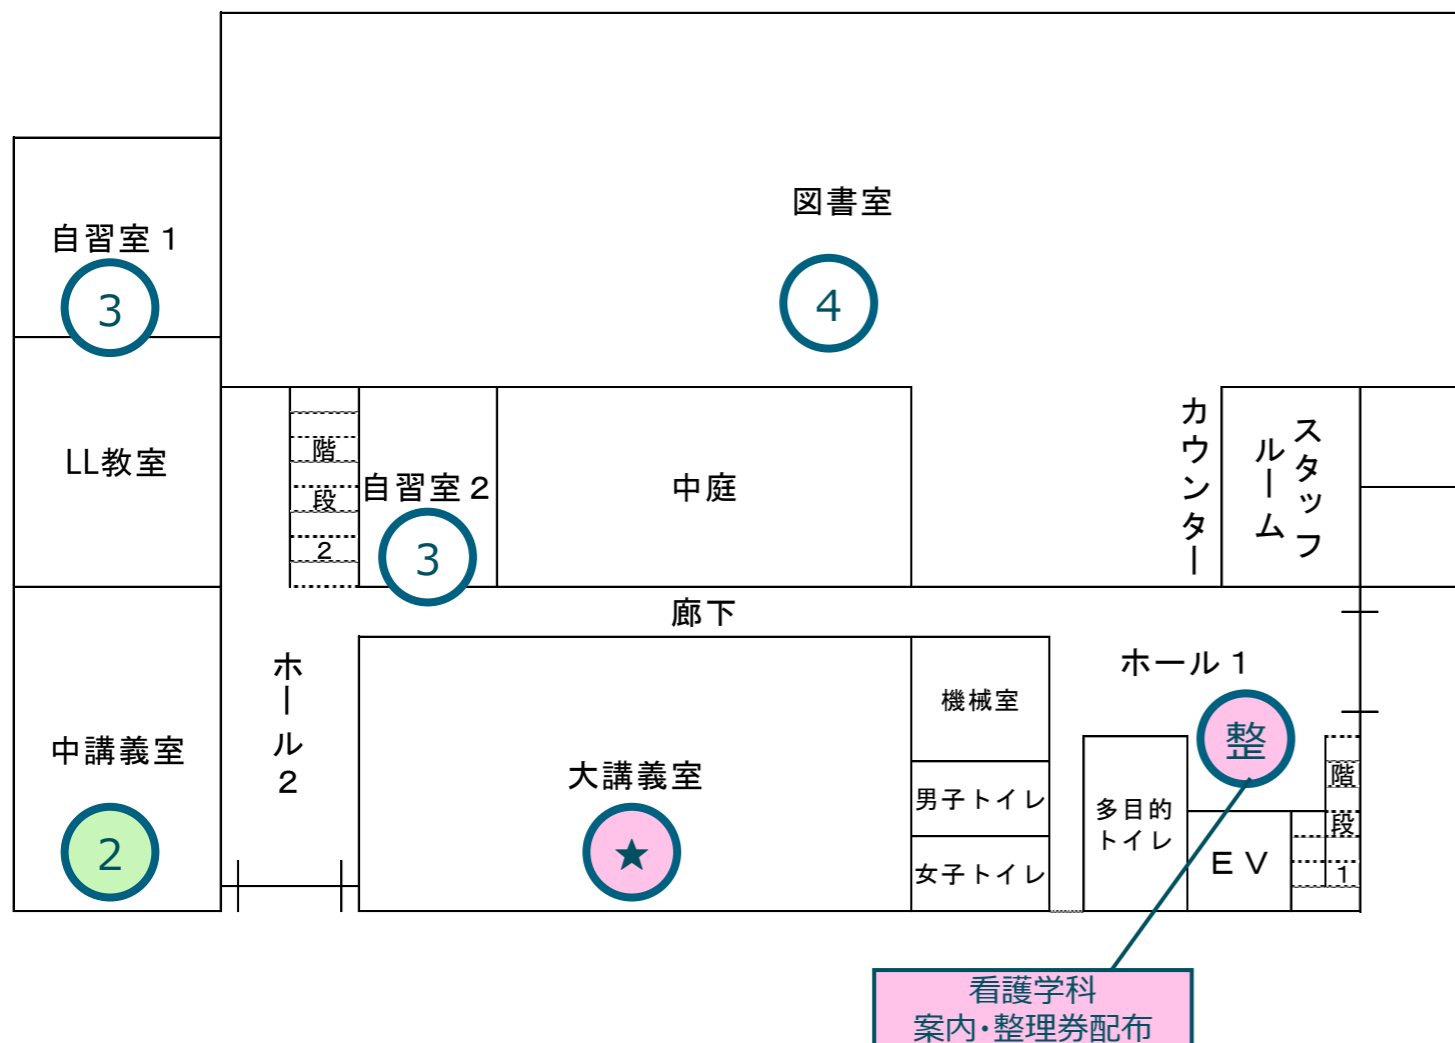 図書室
4
自習室１
3
LL教室
階段２
自習室２
3
中庭
カウンター
スタッフ
ルーム
廊下
ホール２
ホール１
整
機械室
中講義室
2
大講義室
★
男子トイレ
女子トイレ
多目的
トイレ
ＥＶ
階段１
看護学科
案内・整理券配布